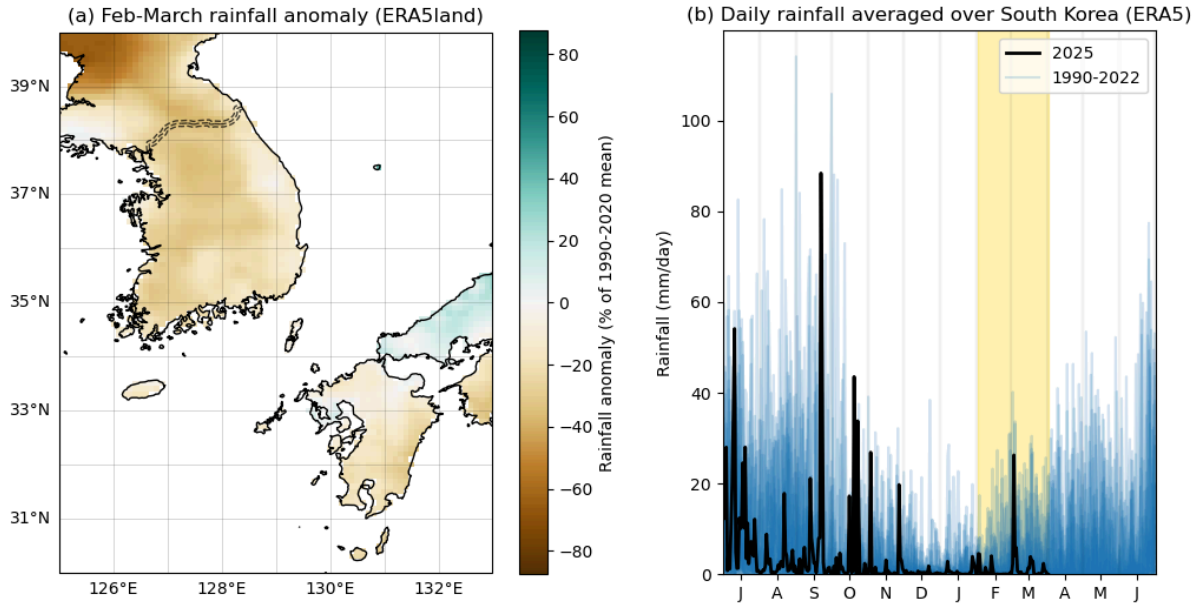 (a) Feb-March rainfall anomaly (ERA5land)
39°N
37°N
35°N
33°N
31°N
126°E
128°E
130°E
132°E
80
60
40
20
0
−20
−40
−60
−80
Rainfall anomaly (% of 1990-2020 mean)
(b) Daily rainfall averaged over South Korea (ERA5)
2025
1990-2022
Rainfall (mm/day)
100
80
60
40
20
0
J
A
S
O
N
D
J
F
M
A
M
J